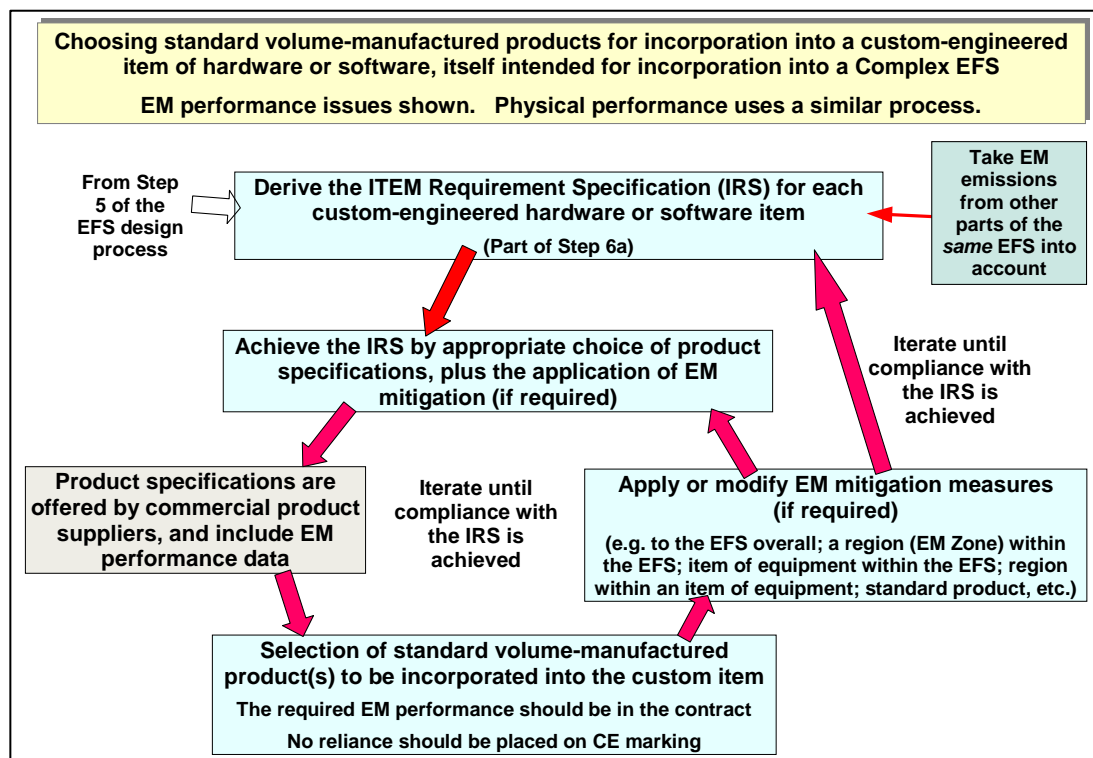 Choosing standard volume-manufactured products for incorporation into a custom-engineered
item of hardware or software, itself intended for incorporation into a Complex EFS
EM performance issues shown. Physical performance uses a similar process.
From Step
5 of the
EFS design
process
Derive the ITEM Requirement Specification (IRS) for each
custom-engineered hardware or software item
(Part of Step 6a)
Take EM
emissions
from other
parts of the
same EFS into
account
Achieve the IRS by appropriate choice of product
specifications, plus the application of EM
mitigation (if required)
Iterate until
compliance with
the IRS is
achieved
Product specifications are
offered by commercial product
suppliers, and include EM
performance data
Iterate until
compliance with
the IRS is
achieved
Apply or modify EM mitigation measures
(if required)
(e.g. to the EFS overall; a region (EM Zone) within
the EFS; item of equipment within the EFS; region
within an item of equipment; standard product, etc.)
Selection of standard volume-manufactured
product(s) to be incorporated into the custom item
The required EM performance should be in the contract
No reliance should be placed on CE marking